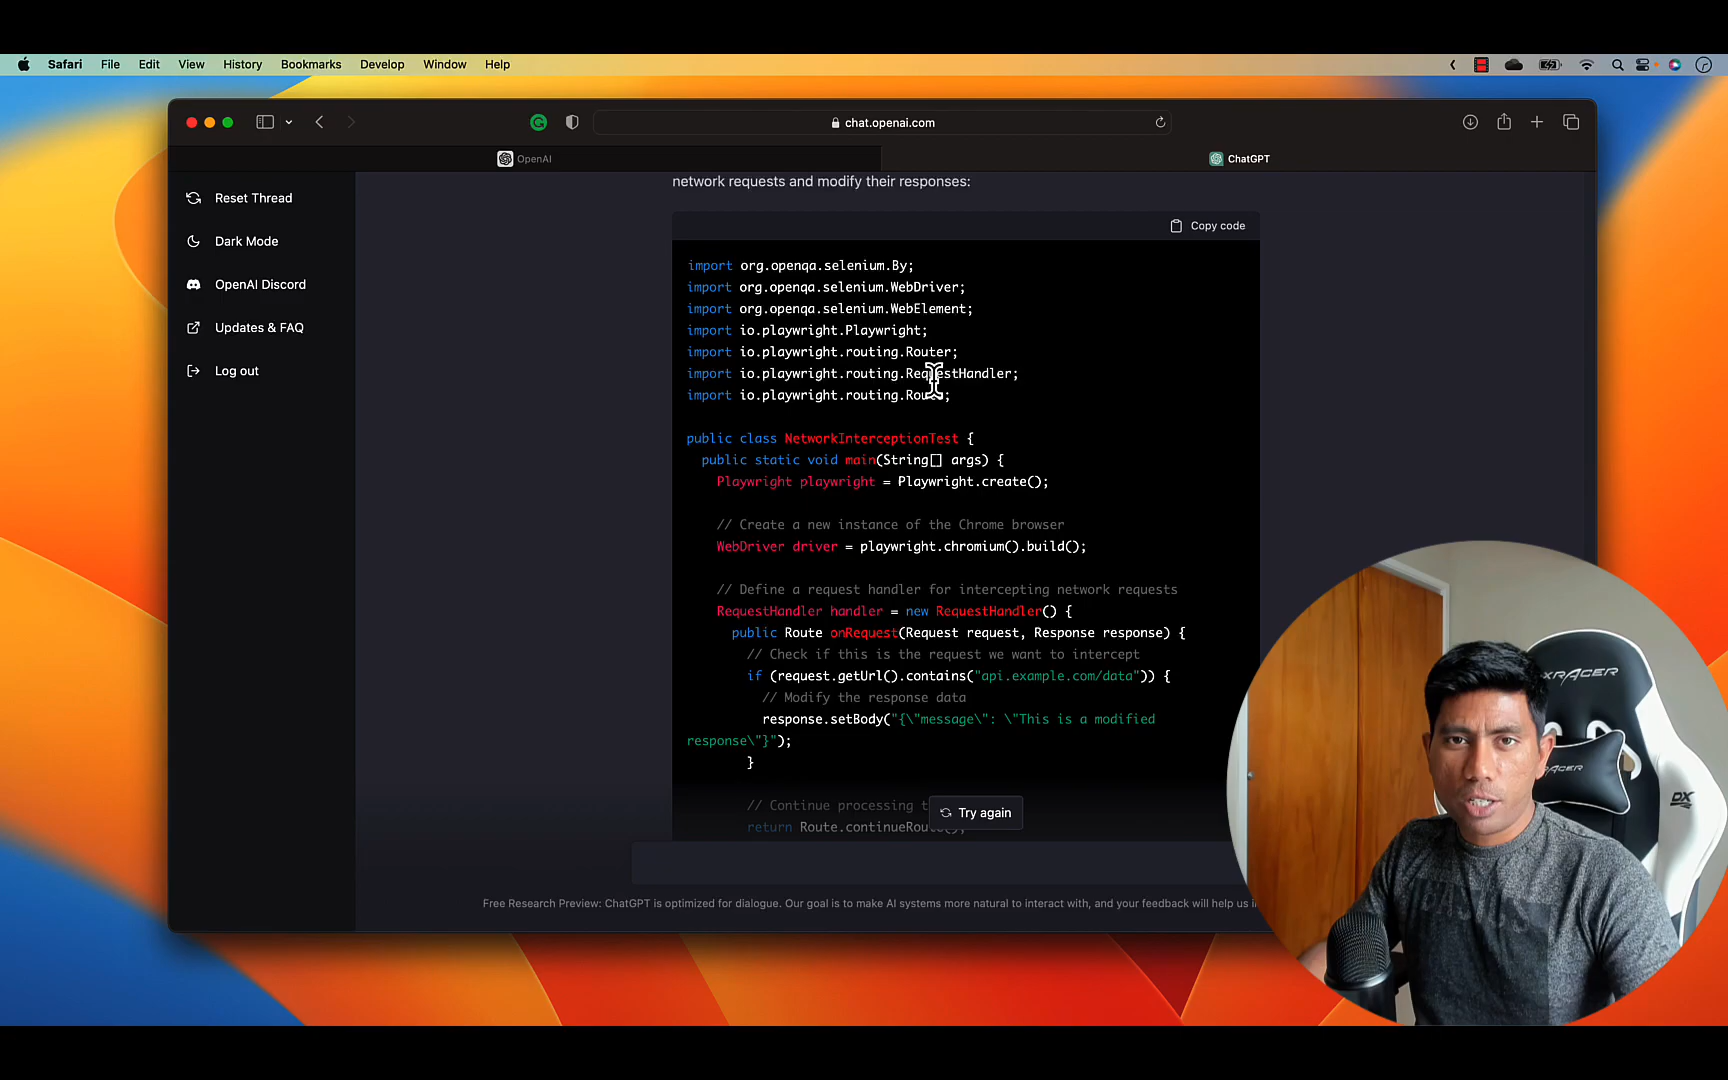 Safari File Edit View History Bookmarks Develop Window Help
chat.openai.com
OpenAI
ChatGPT
Reset Thread
Dark Mode
OpenAI Discord
Updates & FAQ
Log out
network requests and modify their responses:
Copy code
import org.openqa.selenium.By;
import org.openqa.selenium.WebDriver;
import org.openqa.selenium.WebElement;
import io.playwright.Playwright;
import io.playwright.routing.Router;
import io.playwright.routing.RequestHandler;
import io.playwright.routing.Route;
public class NetworkInterceptionTest {
public static void main(String[] args) {
Playwright playwright = Playwright.create();
// Create a new instance of the Chrome browser
WebDriver driver = playwright.chromium().build();
// Define a request handler for intercepting network requests
RequestHandler handler = new RequestHandler() {
public Route onRequest(Request request, Response response) {
// Check if this is the request we want to intercept
if (request.getUrl().contains("api.example.com/data")) {
// Modify the response data
response.setBody("{\"message\": \"This is a modified
response\"}");
}
// Continue processing t
return Route.continueRoute();
Try again
Free Research Preview: ChatGPT is optimized for dialogue. Our goal is to make AI systems more natural to interact with, and your feedback will help us i
DXRACER
XRACER
DX